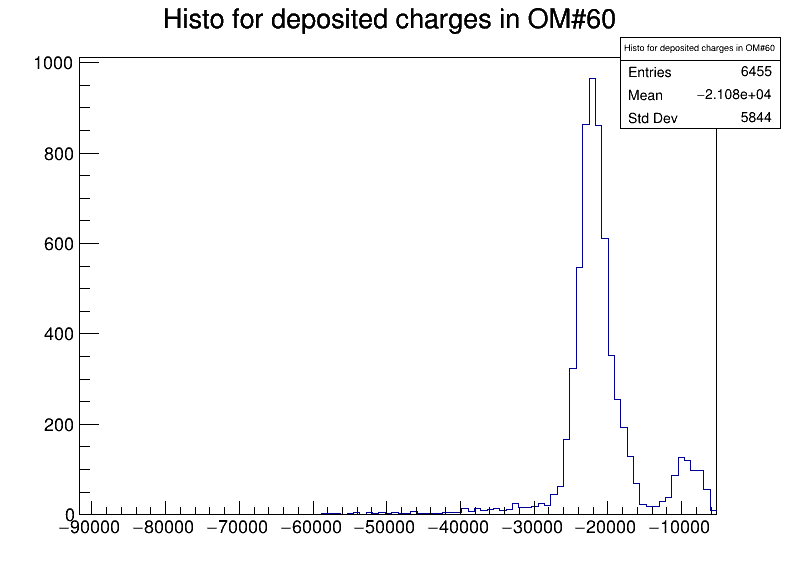 Histo for deposited charges in OM#60
Histo for deposited charges in OM#60
Entries 6455
Mean −2.108e+04
Std Dev 5844
1000
800
600
400
200
0
−90000 −80000 −70000 −60000 −50000 −40000 −30000 −20000 −10000